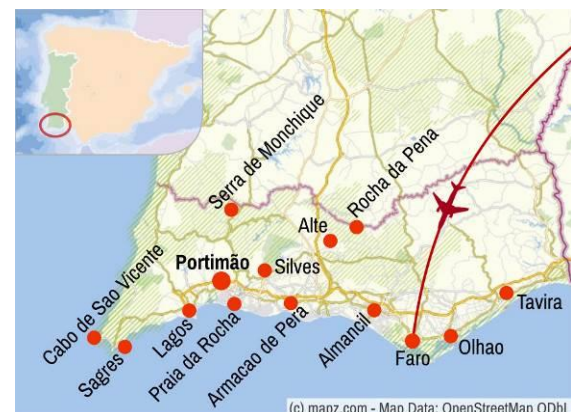 Serra de Monchique
Rocha da Pena
Alte
Portimão
Silves
Cabo de Sao Vicente
Sagres
Lagos
Praia da Rocha
Armacao de Pera
Almancil
Faro
Olhao
Tavira
(c) mapz.com - Map Data: OpenStreetMap ODbL